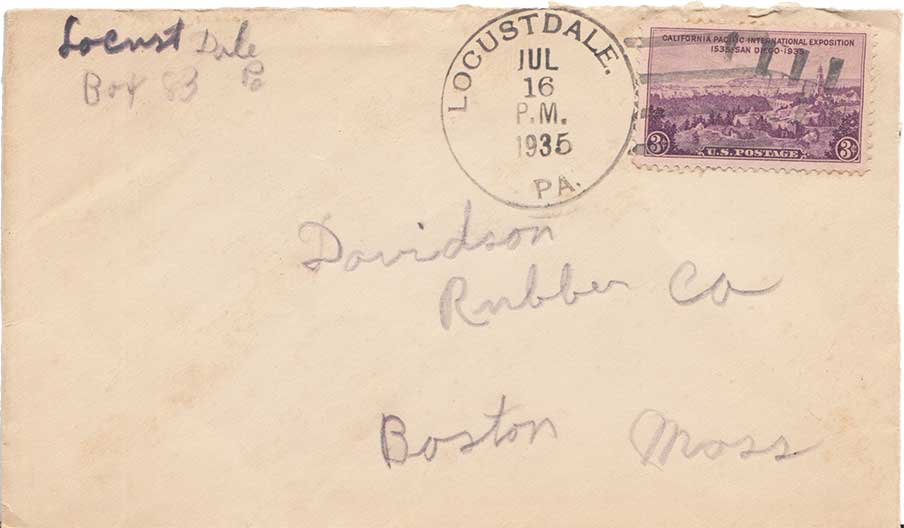 Locust Dale
Box 83 Pa
LOCUSTDALE.
JUL
16
P.M.
1935
PA.
CALIFORNIA PACIFIC INTERNATIONAL EXPOSITION
1535·SAN DIEGO·1935
3¢ U.S. POSTAGE 3¢
Davidson
Rubber Co
Boston Mass